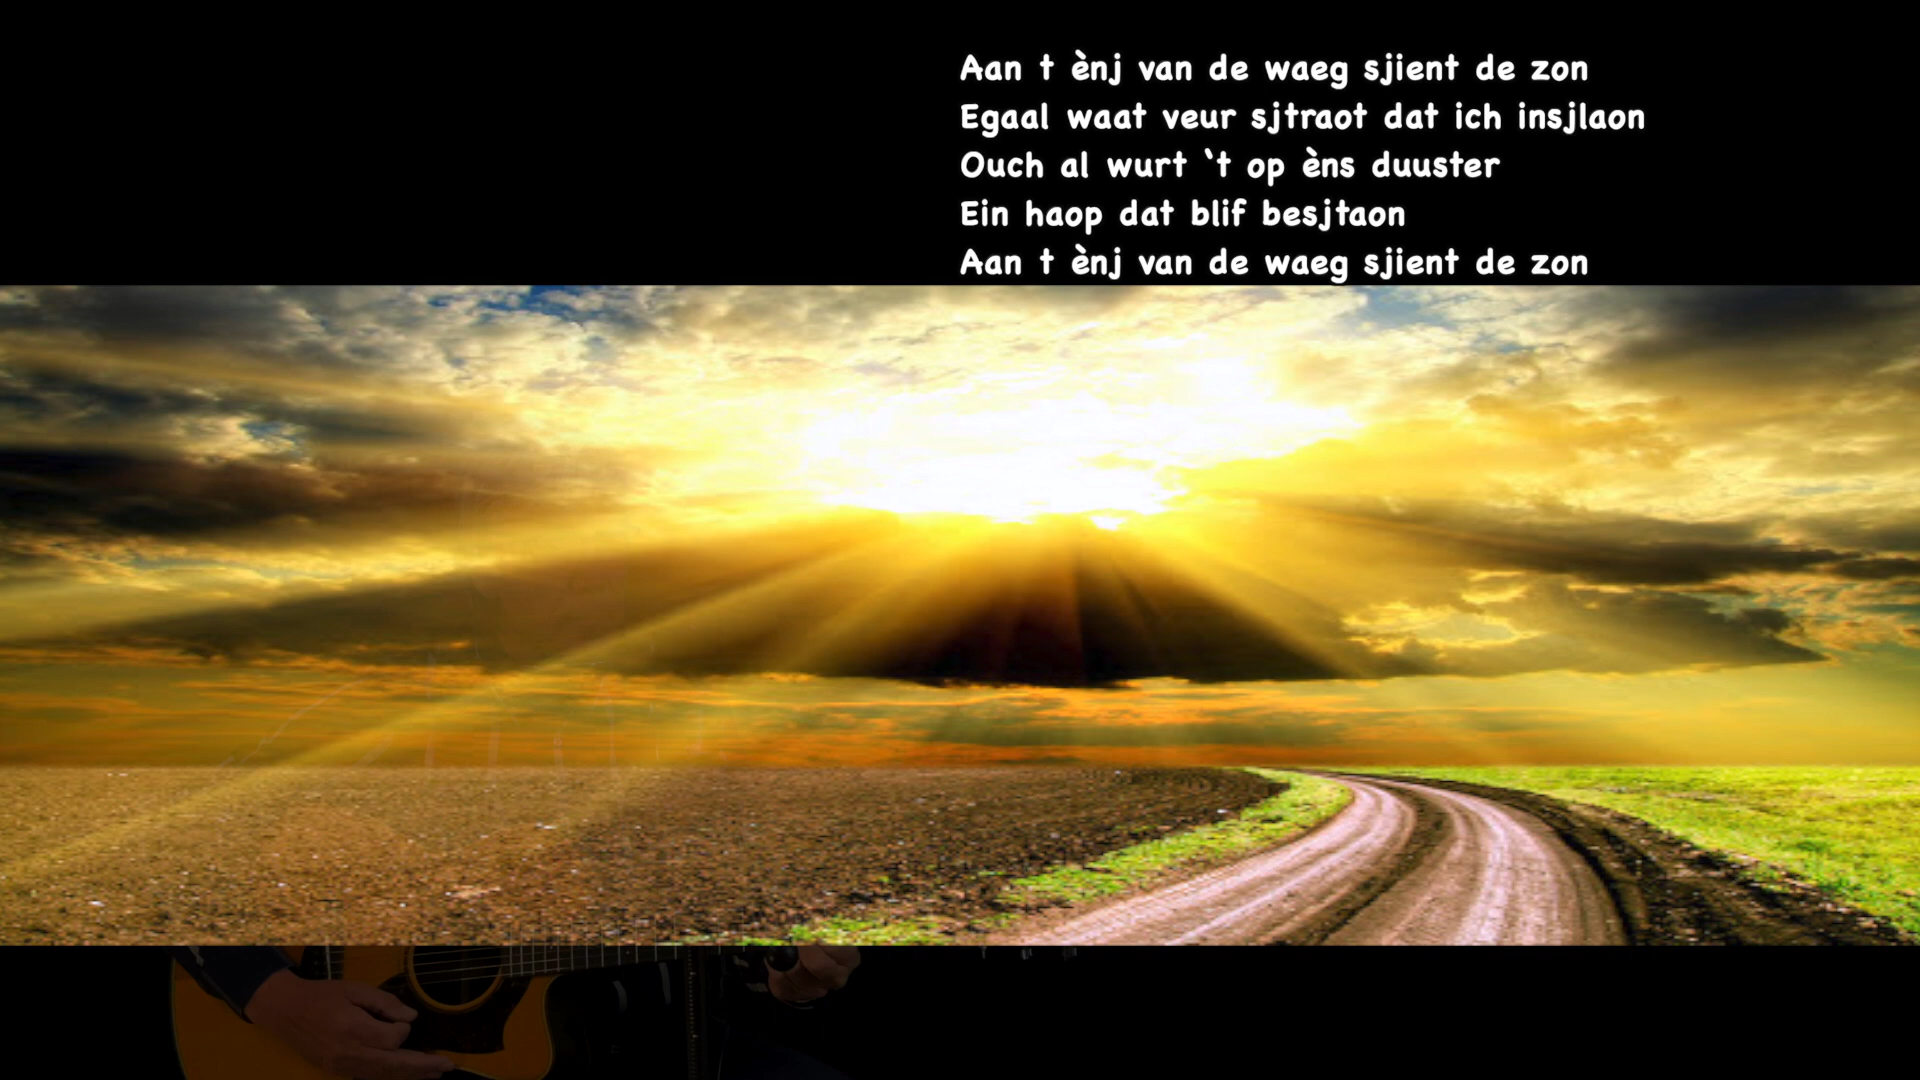 Aan t ènj van de waeg sjient de zon
Egaal waat veur sjtraot dat ich insjlaon
Ouch al wurt ‵t op èns duuster
Ein haop dat blif besjtaon
Aan t ènj van de waeg sjient de zon